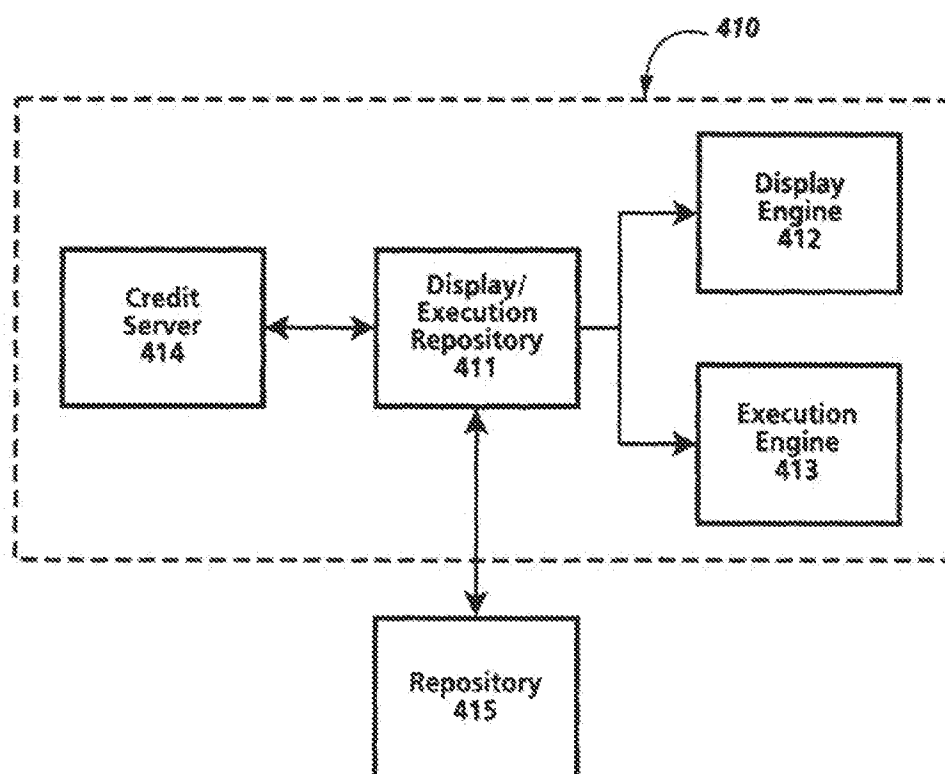 410
Display
Engine
412
Credit
Server
414
Display/
Execution
Repository
411
Execution
Engine
413
Repository
415